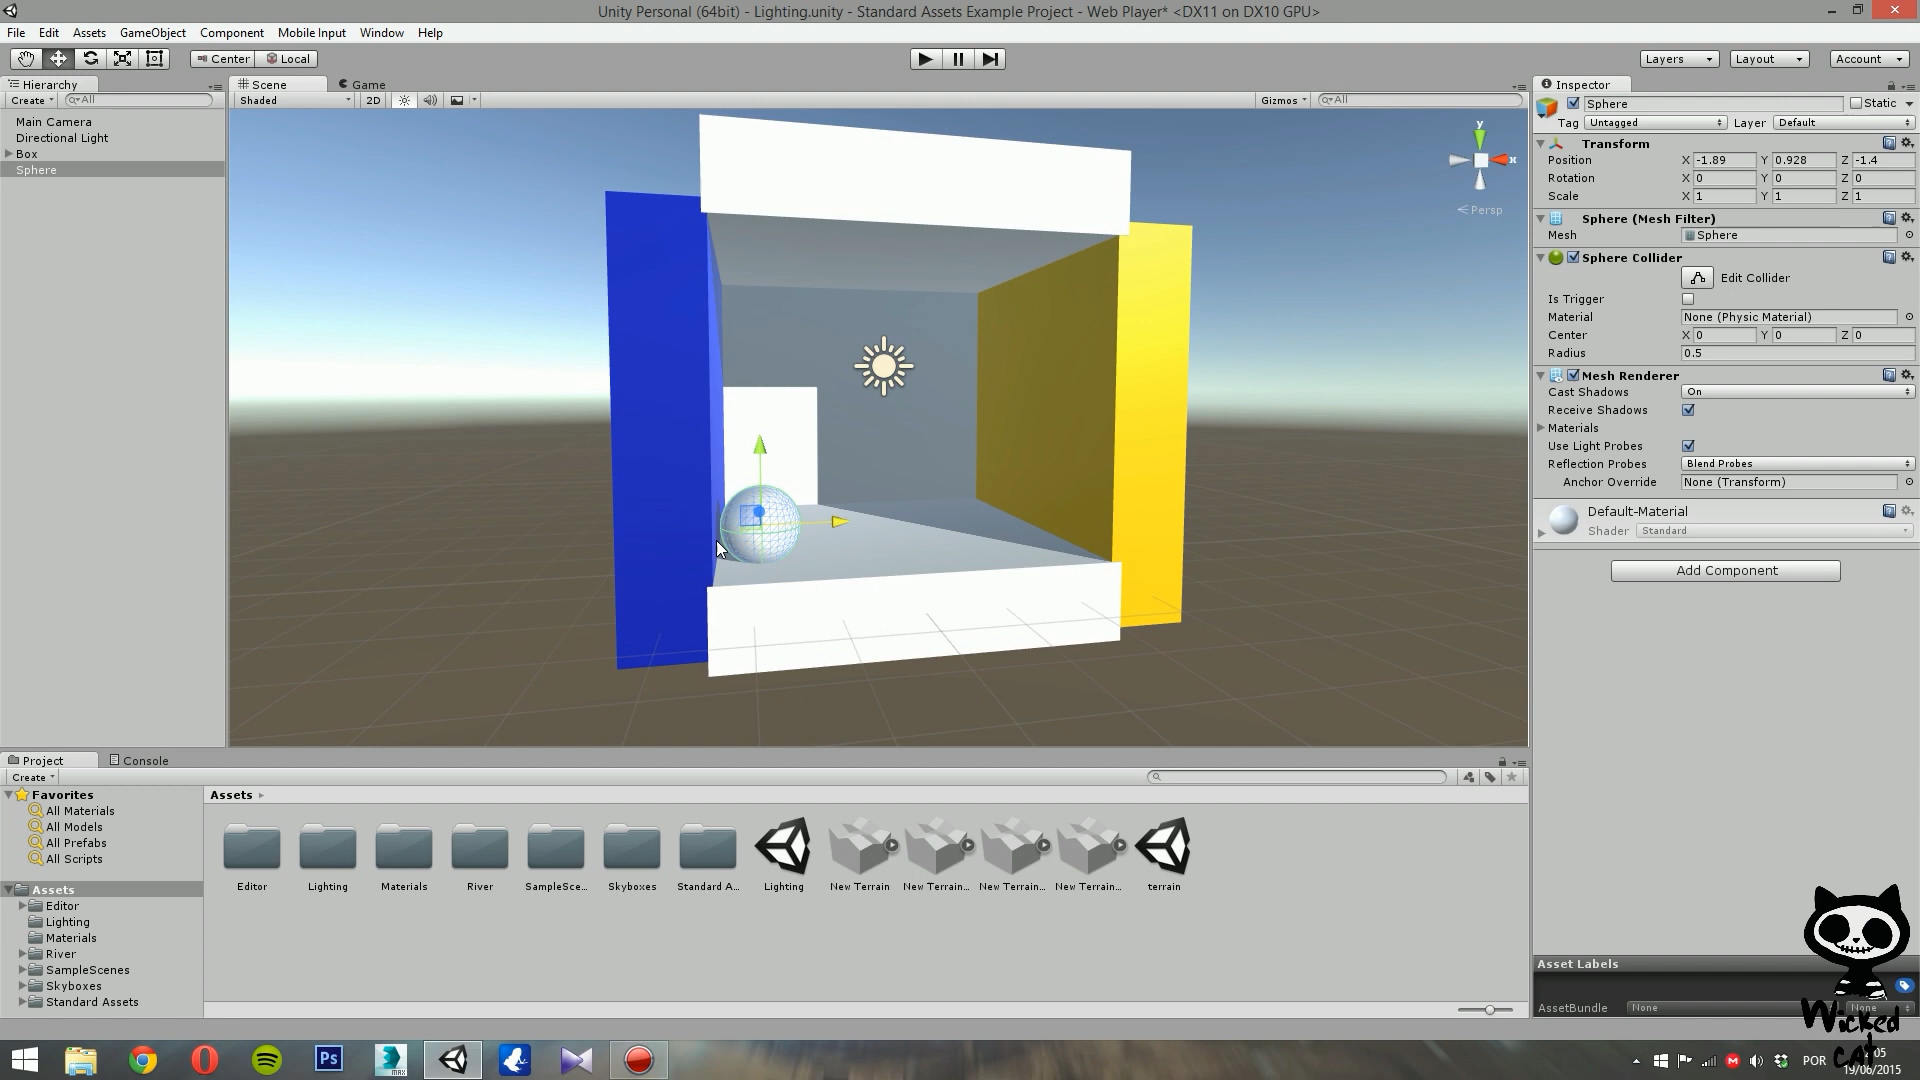 Unity Personal (64bit) - Lighting.unity - Standard Assets Example Project - Web Player* <DX11 on DX10 GPU>
File Edit Assets GameObject Component Mobile Input Window Help
Center Local Layers Layout Account
Hierarchy
Create All
Main Camera
Directional Light
Box
Sphere
Scene Game
Shaded 2D Gizmos All
y
x
Persp
Inspector
Sphere Static
Tag Untagged Layer Default
Transform
Position X -1.89 Y 0.928 Z -1.4
Rotation X 0 Y 0 Z 0
Scale X 1 Y 1 Z 1
Sphere (Mesh Filter)
Mesh Sphere
Sphere Collider
Edit Collider
Is Trigger
Material None (Physic Material)
Center X 0 Y 0 Z 0
Radius 0.5
Mesh Renderer
Cast Shadows On
Receive Shadows
Materials
Use Light Probes
Reflection Probes Blend Probes
Anchor Override None (Transform)
Default-Material
Shader Standard
Add Component
Project Console
Create
Favorites
All Materials
All Models
All Prefabs
All Scripts
Assets
Editor
Lighting
Materials
River
SampleScenes
Skyboxes
Standard Assets
Assets
Editor Lighting Materials River SampleSce... Skyboxes Standard A... Lighting New Terrain New Terrain... New Terrain... New Terrain... terrain
Asset Labels
AssetBundle None None
Wicked
cat
Ps
MAX
POR
19/06/2015